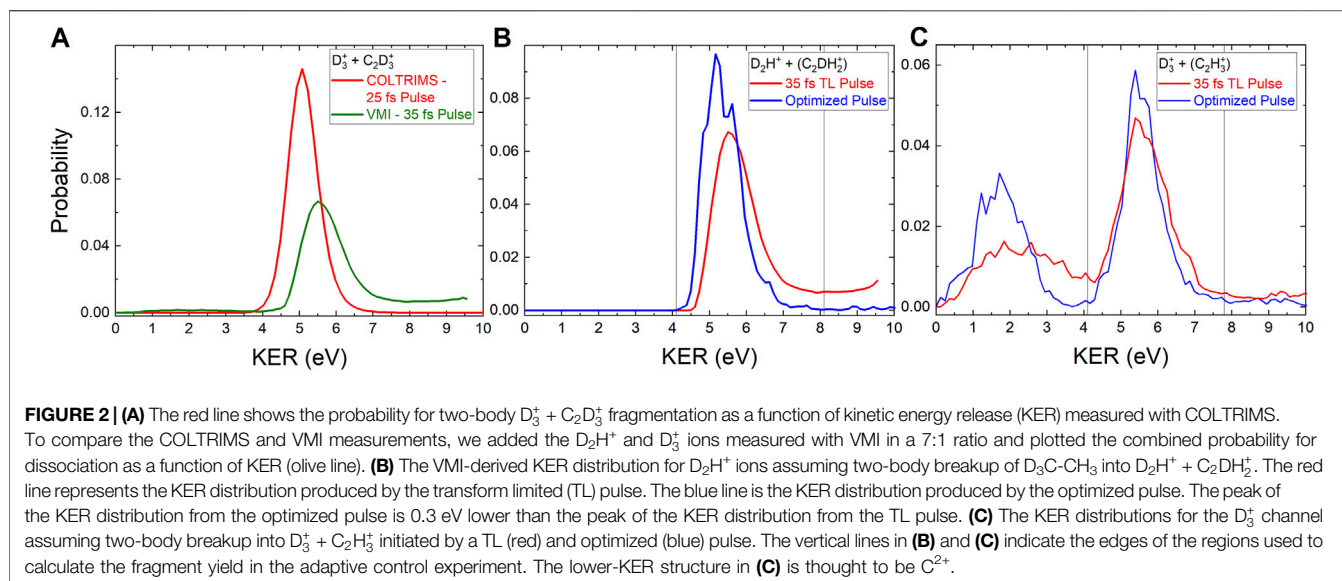 A
D₃⁺ + C₂D₃⁺
COLTRIMS -
25 fs Pulse
VMI - 35 fs Pulse
Probability
0.12
0.08
0.04
0.00
0 1 2 3 4 5 6 7 8 9 10
KER (eV)
B
D₂H⁺ + (C₂DH₂⁺)
35 fs TL Pulse
Optimized Pulse
0.10
0.08
0.06
0.04
0.02
0.00
0 1 2 3 4 5 6 7 8 9 10
KER (eV)
C
D₃⁺ + (C₂H₃⁺)
35 fs TL Pulse
Optimized Pulse
0.06
0.04
0.02
0.00
0 1 2 3 4 5 6 7 8 9 10
KER (eV)
FIGURE 2 | (A) The red line shows the probability for two-body D₃⁺ + C₂D₃⁺ fragmentation as a function of kinetic energy release (KER) measured with COLTRIMS.
To compare the COLTRIMS and VMI measurements, we added the D₂H⁺ and D₃⁺ ions measured with VMI in a 7:1 ratio and plotted the combined probability for
dissociation as a function of KER (olive line). (B) The VMI-derived KER distribution for D₂H⁺ ions assuming two-body breakup of D₃C-CH₃ into D₂H⁺ + C₂DH₂⁺. The red
line represents the KER distribution produced by the transform limited (TL) pulse. The blue line is the KER distribution produced by the optimized pulse. The peak of
the KER distribution from the optimized pulse is 0.3 eV lower than the peak of the KER distribution from the TL pulse. (C) The KER distributions for the D₃⁺ channel
assuming two-body breakup into D₃⁺ + C₂H₃⁺ initiated by a TL (red) and optimized (blue) pulse. The vertical lines in (B) and (C) indicate the edges of the regions used to
calculate the fragment yield in the adaptive control experiment. The lower-KER structure in (C) is thought to be C²⁺.